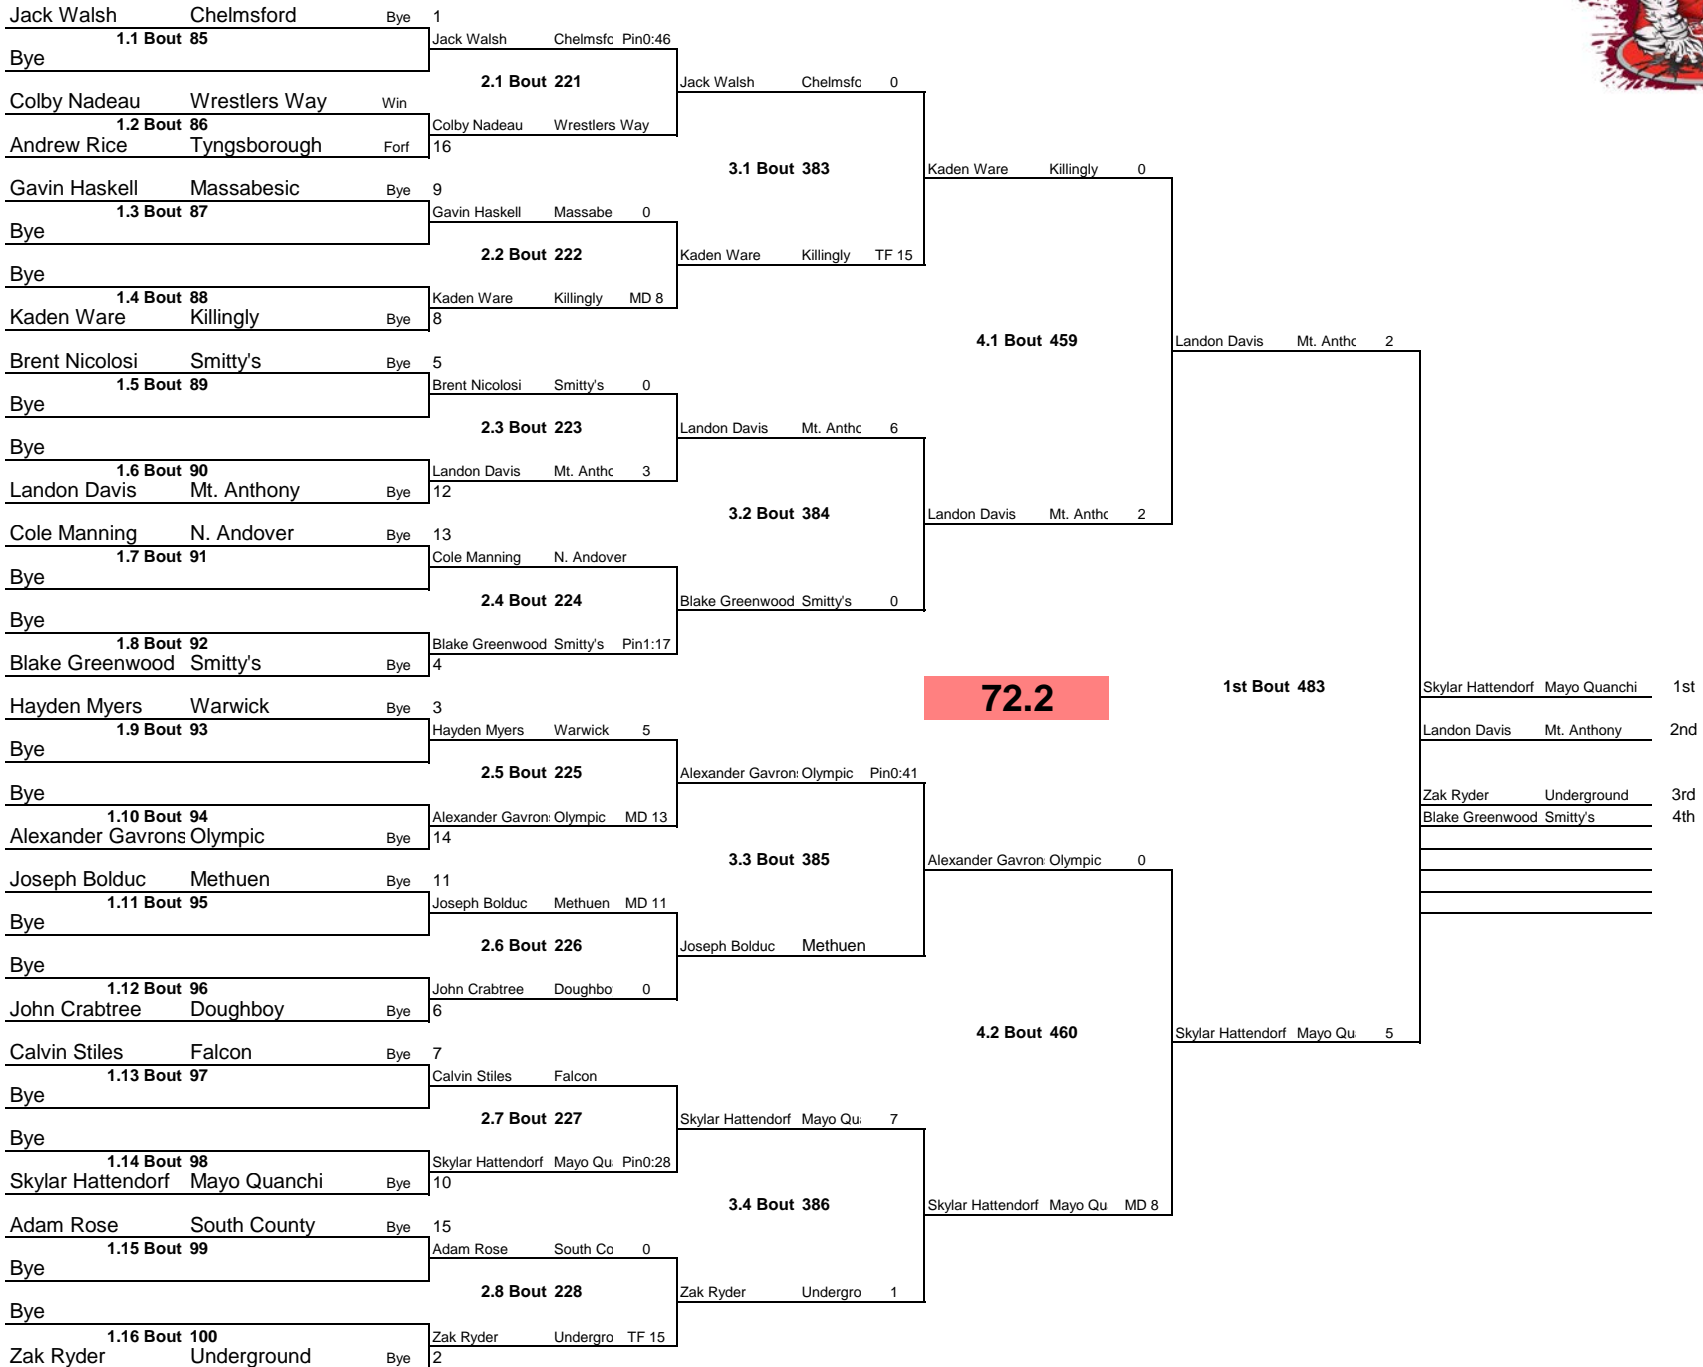 Jack Walsh Chelmsford Bye 1
1.1 Bout 85
Jack Walsh Chelmsfc Pin0:46
Bye
2.1 Bout 221
Jack Walsh Chelmsfc 0
Colby Nadeau Wrestlers Way Win
1.2 Bout 86
Colby Nadeau Wrestlers Way
Andrew Rice Tyngsborough Forf 16
3.1 Bout 383
Kaden Ware Killingly 0
Gavin Haskell Massabesic Bye 9
1.3 Bout 87
Gavin Haskell Massabe 0
Bye
2.2 Bout 222
Kaden Ware Killingly TF 15
Bye
1.4 Bout 88
Kaden Ware Killingly MD 8
Kaden Ware Killingly Bye 8
4.1 Bout 459
Landon Davis Mt. Anthc 2
Brent Nicolosi Smitty's Bye 5
1.5 Bout 89
Brent Nicolosi Smitty's 0
Bye
2.3 Bout 223
Landon Davis Mt. Anthc 6
Bye
1.6 Bout 90
Landon Davis Mt. Anthc 3
Landon Davis Mt. Anthony Bye 12
3.2 Bout 384
Landon Davis Mt. Anthc 2
Cole Manning N. Andover Bye 13
1.7 Bout 91
Cole Manning N. Andover
Bye
2.4 Bout 224
Blake Greenwood Smitty's 0
Bye
1.8 Bout 92
Blake Greenwood Smitty's Pin1:17
Blake Greenwood Smitty's Bye 4
72.2
1st Bout 483
Skylar Hattendorf Mayo Quanchi 1st
Hayden Myers Warwick Bye 3
1.9 Bout 93
Hayden Myers Warwick 5
Landon Davis Mt. Anthony 2nd
Bye
2.5 Bout 225
Alexander Gavron Olympic Pin0:41
Bye
Zak Ryder Underground 3rd
1.10 Bout 94
Alexander Gavron Olympic MD 13
Blake Greenwood Smitty's 4th
Alexander Gavrons Olympic Bye 14
3.3 Bout 385
Alexander Gavron Olympic 0
Joseph Bolduc Methuen Bye 11
1.11 Bout 95
Joseph Bolduc Methuen MD 11
Bye
2.6 Bout 226
Joseph Bolduc Methuen
Bye
1.12 Bout 96
John Crabtree Doughbo 0
John Crabtree Doughboy Bye 6
4.2 Bout 460
Skylar Hattendorf Mayo Qu 5
Calvin Stiles Falcon Bye 7
1.13 Bout 97
Calvin Stiles Falcon
Bye
2.7 Bout 227
Skylar Hattendorf Mayo Qu 7
Bye
1.14 Bout 98
Skylar Hattendorf Mayo Qu Pin0:28
Skylar Hattendorf Mayo Quanchi Bye 10
3.4 Bout 386
Skylar Hattendorf Mayo Qu MD 8
Adam Rose South County Bye 15
1.15 Bout 99
Adam Rose South Co 0
Bye
2.8 Bout 228
Zak Ryder Undergro 1
Bye
1.16 Bout 100
Zak Ryder Undergro TF 15
Zak Ryder Underground Bye 2